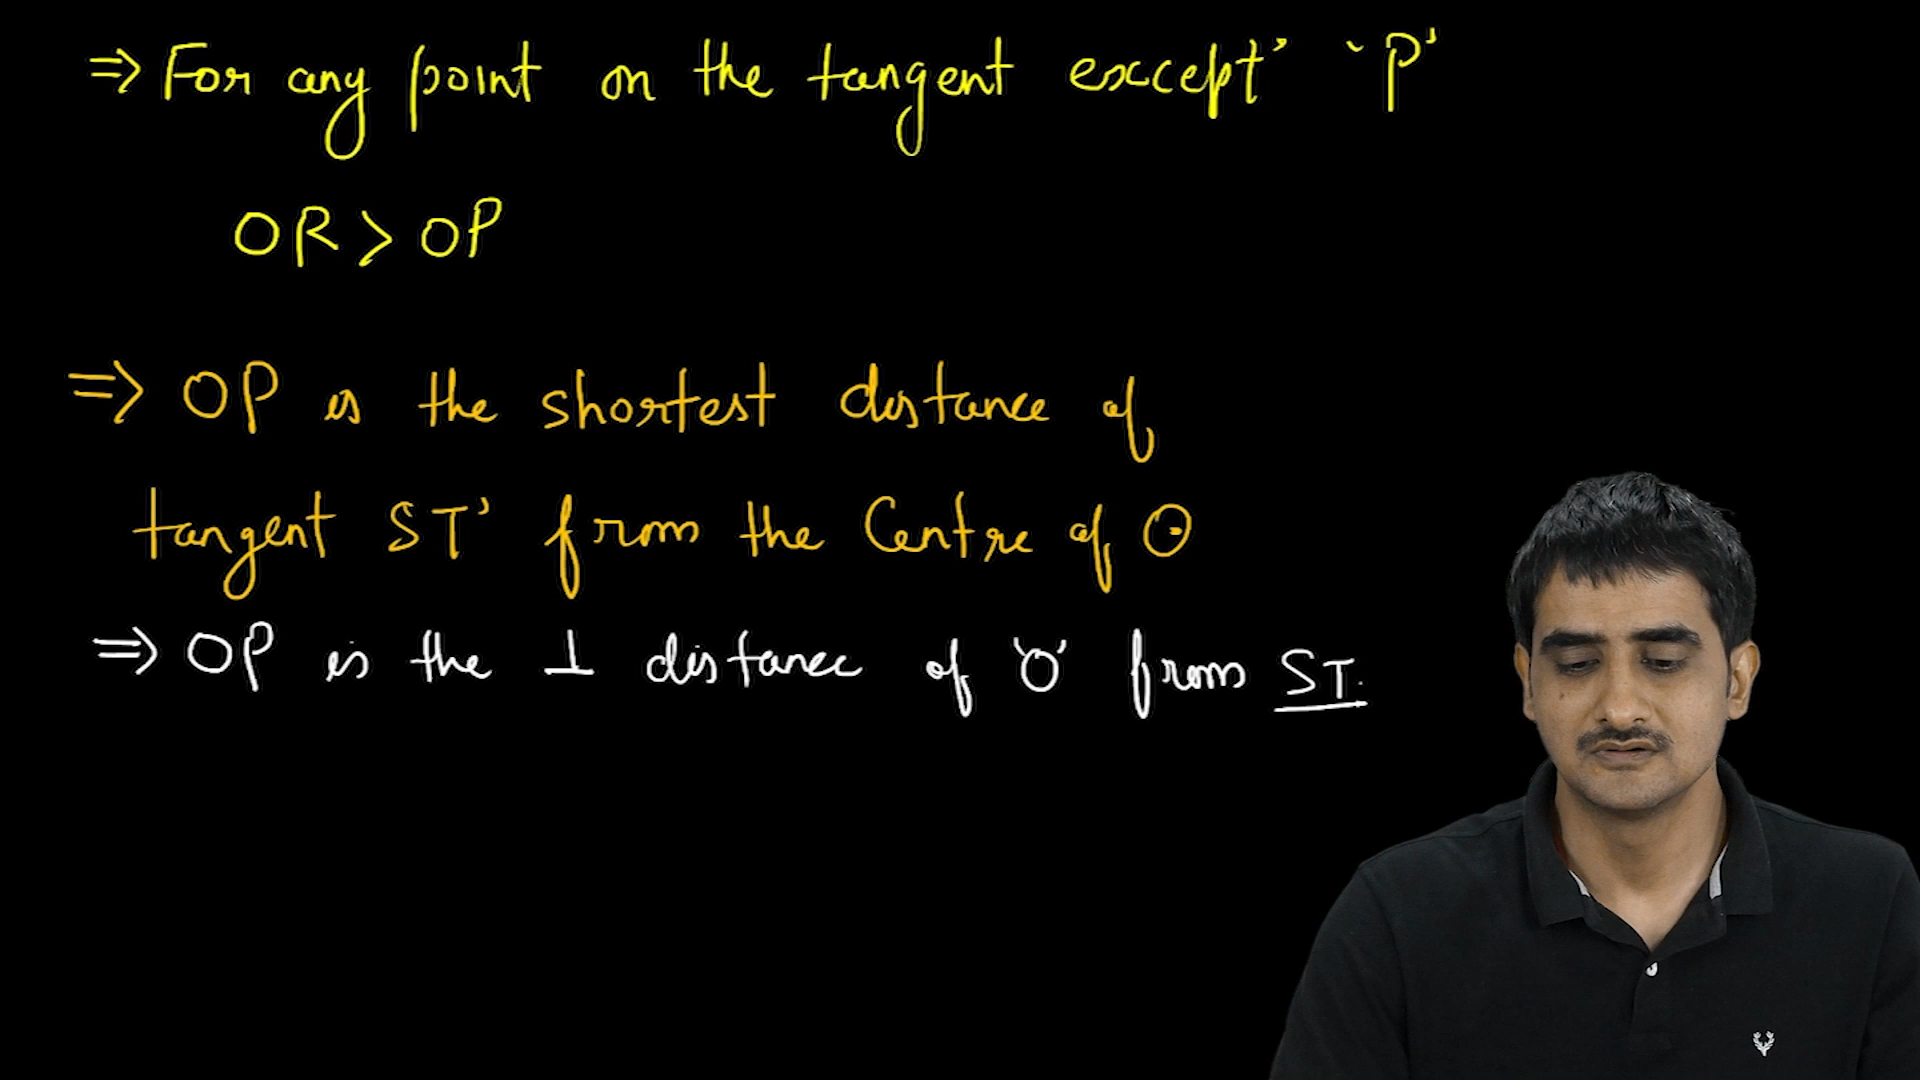 ⇒ For any point on the tangent except' 'P'
OR > OP
⇒ OP is the shortest distance of
tangent ST' from the Centre of ⊙
⇒ OP is the ⊥ distance of 'O' from ST.